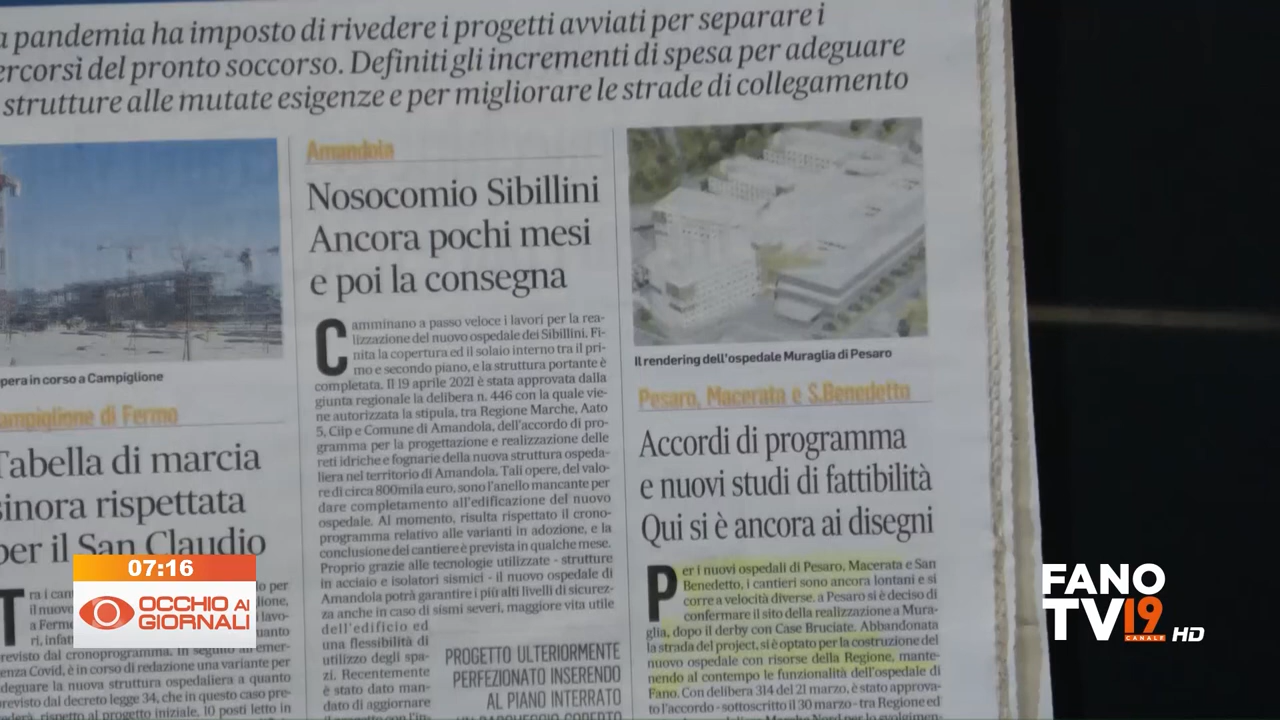 a pandemia ha imposto di rivedere i progetti avviati per separare i
ercorsi del pronto soccorso. Definiti gli incrementi di spesa per adeguare
strutture alle mutate esigenze e per migliorare le strade di collegamento
pera in corso a Campiglione
ampiglione di Fermo
Tabella di marcia
sinora rispettata
per il San Claudio
Amandola
Nosocomio Sibillini
Ancora pochi mesi
e poi la consegna
Camminano a passo veloce i lavori per la rea-
lizzazione del nuovo ospedale dei Sibillini. Fi-
nita la copertura ed il solaio interno tra il pri-
mo e secondo piano, e la struttura portante è
completata. Il 19 aprile 2021 è stata approvata dalla
giunta regionale la delibera n. 446 con la quale vie-
ne autorizzata la stipula, tra Regione Marche, Aato
5, Ciip e Comune di Amandola, dell'accordo di pro-
gramma per la progettazione e realizzazione delle
reti idriche e fognarie della nuova struttura ospeda-
liera nel territorio di Amandola. Tali opere, del valo-
re di circa 800mila euro, sono l'anello mancante per
dare completamento all'edificazione del nuovo
ospedale. Al momento, risulta rispettato il crono-
programma relativo alle varianti in adozione, e la
conclusione del cantiere è prevista in qualche mese.
Proprio grazie alle tecnologie utilizzate - strutture
in acciaio e isolatori sismici - il nuovo ospedale di
Amandola potrà garantire i più alti livelli di sicurez-
za anche in caso di sismi severi, maggiore vita utile
dell'edificio ed
una flessibilità di
utilizzo degli spa-
zi. Recentemente
è stato dato man-
dato di aggiornare
PROGETTO ULTERIORMENTE
PERFEZIONATO INSERENDO
AL PIANO INTERRATO
Il rendering dell'ospedale Muraglia di Pesaro
Pesaro, Macerata e S.Benedetto
Accordi di programma
e nuovi studi di fattibilità
Qui si è ancora ai disegni
Per i nuovi ospedali di Pesaro, Macerata e San
Benedetto, i cantieri sono ancora lontani e si
corre a velocità diverse. a Pesaro si è deciso di
confermare il sito della realizzazione a Mura-
glia, dopo il derby con Case Bruciate. Abbandonata
la strada del project, si è optato per la costruzione del
nuovo ospedale con risorse della Regione, mante-
nendo al contempo le funzionalità dell'ospedale di
Fano. Con delibera 314 del 21 marzo, è stato approva-
to l'accordo - sottoscritto il 30 marzo - tra Regione ed
previsto dal cronoprogramma. In seguito all'emer-
enza Covid, è in corso di redazione una variante per
deguare la nuova struttura ospedaliera a quanto
revisto dal decreto legge 34, che in questo caso pre-
derà, rispetto al progetto iniziale, 10 posti letto in
07:16
OCCHIO AI
GIORNALI
FANO
TV19
CANALE
HD